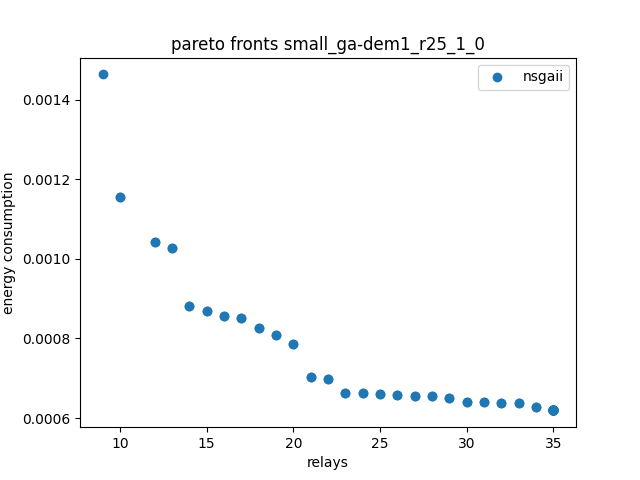 pareto fronts small_ga-dem1_r25_1_0
nsgaii
0.0014
0.0012
0.0010
0.0008
0.0006
energy consumption
10 15 20 25 30 35
relays